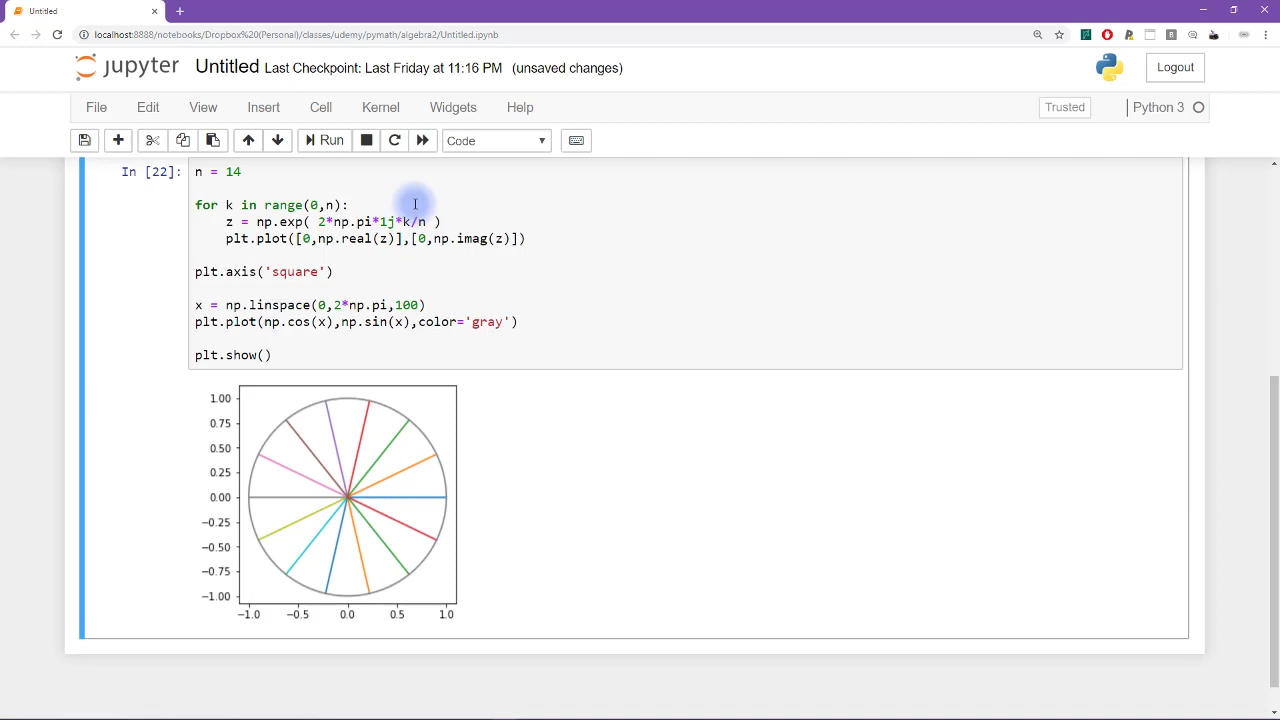 Untitled
localhost:8888/notebooks/Dropbox%20(Personal)/classes/udemy/pymath/algebra2/Untitled.ipynb
jupyter Untitled Last Checkpoint: Last Friday at 11:16 PM (unsaved changes)
Logout
File Edit View Insert Cell Kernel Widgets Help
Trusted Python 3
Run Code
In [22]: n = 14
for k in range(0,n):
    z = np.exp( 2*np.pi*1j*k/n )
    plt.plot([0,np.real(z)],[0,np.imag(z)])
plt.axis('square')
x = np.linspace(0,2*np.pi,100)
plt.plot(np.cos(x),np.sin(x),color='gray')
plt.show()
1.00
0.75
0.50
0.25
0.00
−0.25
−0.50
−0.75
−1.00
−1.0 −0.5 0.0 0.5 1.0